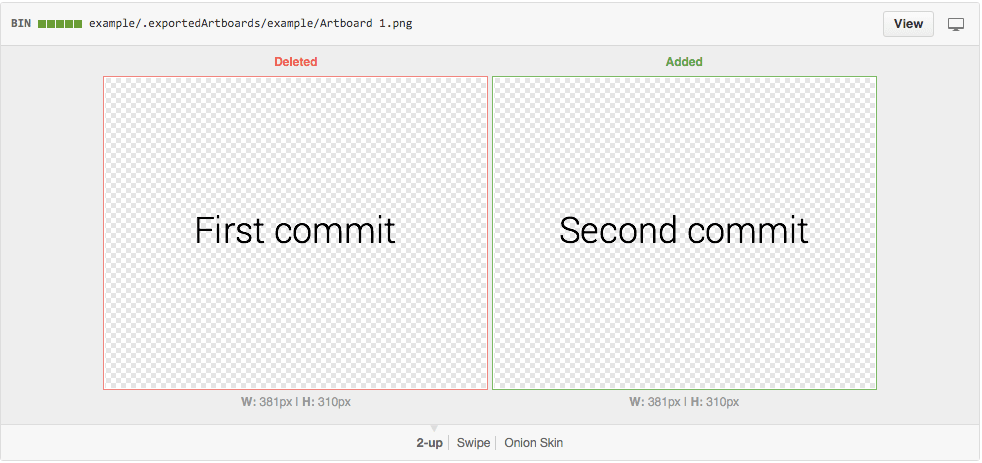 BIN example/.exportedArtboards/example/Artboard 1.png View
Deleted Added
First commit Second commit
W: 381px | H: 310px W: 381px | H: 310px
2-up Swipe Onion Skin